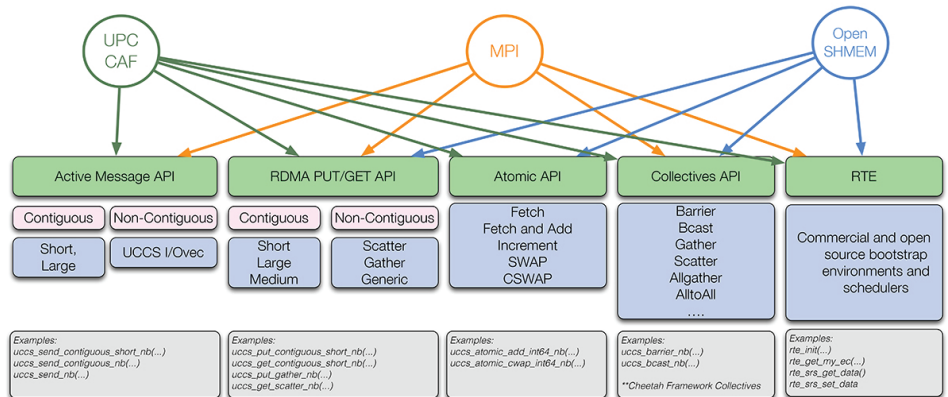 UPC
CAF
MPI
Open
SHMEM
Active Message API
RDMA PUT/GET API
Atomic API
Collectives API
RTE
Contiguous
Non-Contiguous
Contiguous
Non-Contiguous
Short,
Large
UCCS I/Ovec
Short
Large
Medium
Scatter
Gather
Generic
Fetch
Fetch and Add
Increment
SWAP
CSWAP
Barrier
Bcast
Gather
Scatter
Allgather
AlltoAll
....
Commercial and open
source bootstrap
environments and
schedulers
Examples:
uccs_send_contiguous_short_nb(...)
uccs_send_contiguous_nb(...)
uccs_send_nb(...)
Examples:
uccs_put_contiguous_short_nb(...)
uccs_get_contiguous_short_nb(...)
uccs_put_gather_nb(...)
uccs_get_scatter_nb(...)
Examples:
uccs_atomic_add_int64_nb(...)
uccs_atomic_cwap_int64_nb(...)
Examples:
uccs_barrier_nb(...)
uccs_bcast_nb(...)
**Cheetah Framework Collectives
Examples:
rte_init(...)
rte_get_my_ec(...)
rte_srs_get_data()
rte_srs_set_data